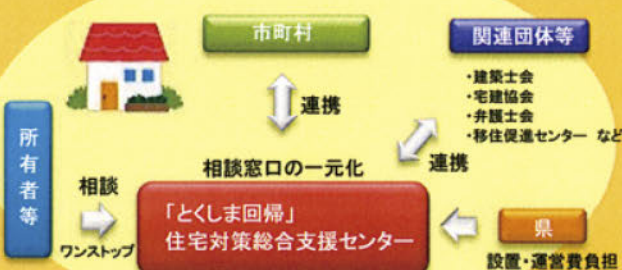 市町村
関連団体等
・建築士会
・宅建協会
・弁護士会
・移住促進センター など
連携
所有者等
相談窓口の一元化
連携
相談
「とくしま回帰」
住宅対策総合支援センター
県
ワンストップ
設置・運営費負担